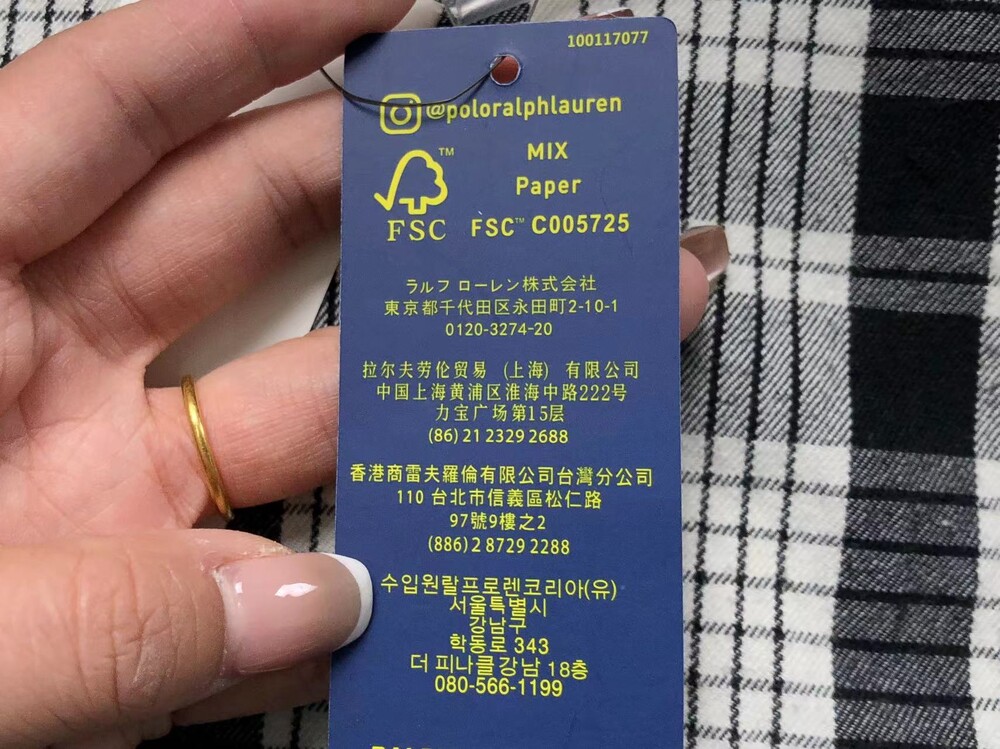 100117077
@poloralphlauren
™
MIX
Paper
FSC
FSC™ C005725
ラルフ ローレン株式会社
東京都千代田区永田町2-10-1
0120-3274-20
拉尔夫劳伦贸易 (上海) 有限公司
中国上海黄浦区淮海中路222号
力宝广场第15层
(86) 21 2329 2688
香港商雷夫羅倫有限公司台灣分公司
110 台北市信義區松仁路
97號9樓之2
(886) 2 8729 2288
수입원랄프로렌코리아(유)
서울특별시
강남구
학동로 343
더 피나클 강남 18층
080-566-1199